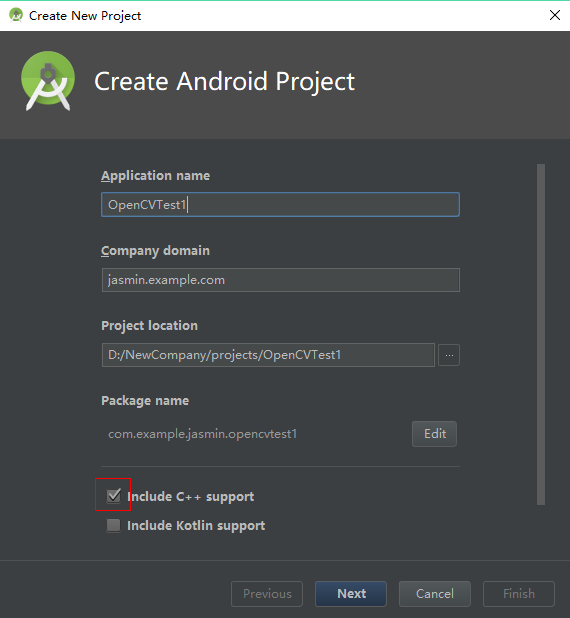 Create New Project
Create Android Project
Application name
OpenCVTest1
Company domain
jasmin.example.com
Project location
D:/NewCompany/projects/OpenCVTest1
...
Package name
com.example.jasmin.opencvtest1
Edit
Include C++ support
Include Kotlin support
Previous Next Cancel Finish